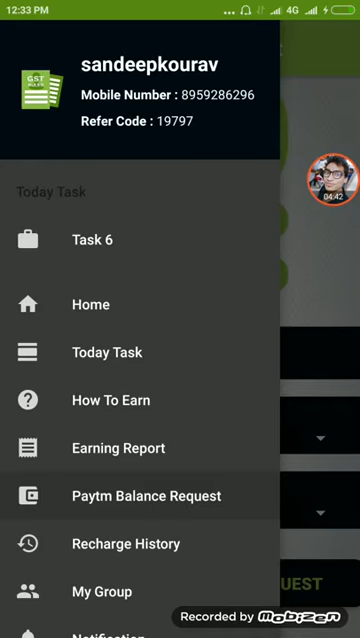 12:33 PM
... 4G
GST
sandeepkourav
Mobile Number : 8959286296
Refer Code : 19797
04:42
Today Task
Task 6
Home
Today Task
How To Earn
Earning Report
Paytm Balance Request
Recharge History
UEST
My Group
Recorded by MOBIZEN
Notification